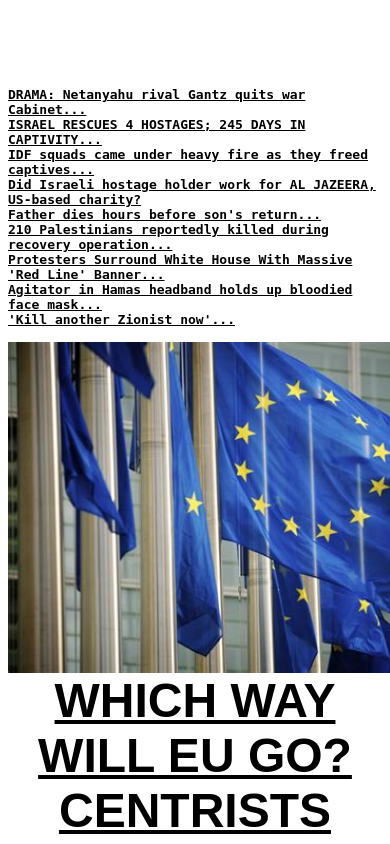 DRAMA: Netanyahu rival Gantz quits war
Cabinet...
ISRAEL RESCUES 4 HOSTAGES; 245 DAYS IN
CAPTIVITY...
IDF squads came under heavy fire as they freed
captives...
Did Israeli hostage holder work for AL JAZEERA,
US-based charity?
Father dies hours before son's return...
210 Palestinians reportedly killed during
recovery operation...
Protesters Surround White House With Massive
'Red Line' Banner...
Agitator in Hamas headband holds up bloodied
face mask...
'Kill another Zionist now'...
WHICH WAY
WILL EU GO?
CENTRISTS